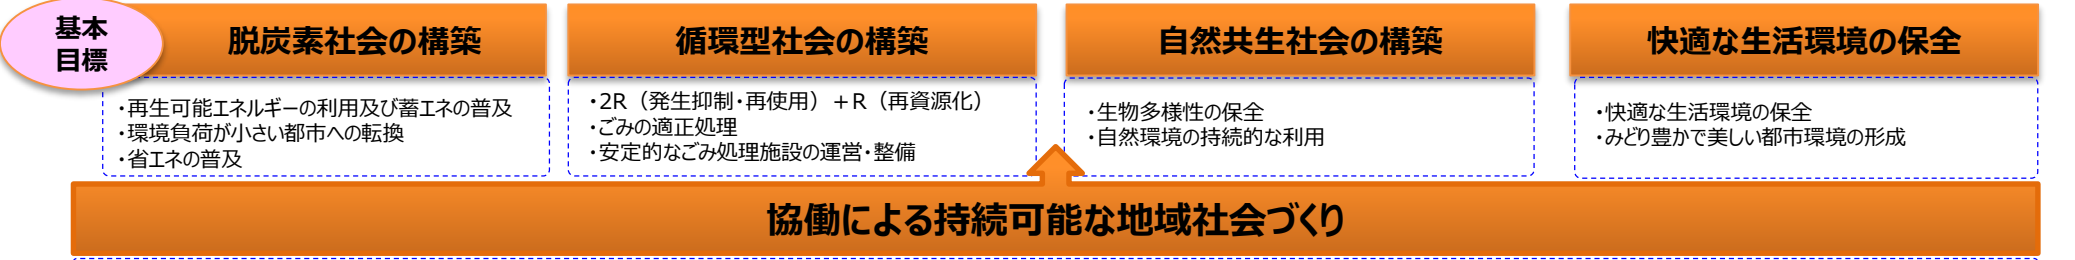 基本
目標
脱炭素社会の構築
・再生可能エネルギーの利用及び蓄エネの普及
・環境負荷が小さい都市への転換
・省エネの普及
循環型社会の構築
・2R（発生抑制・再使用）＋R（再資源化）
・ごみの適正処理
・安定的なごみ処理施設の運営・整備
自然共生社会の構築
・生物多様性の保全
・自然環境の持続的な利用
快適な生活環境の保全
・快適な生活環境の保全
・みどり豊かで美しい都市環境の形成
協働による持続可能な地域社会づくり